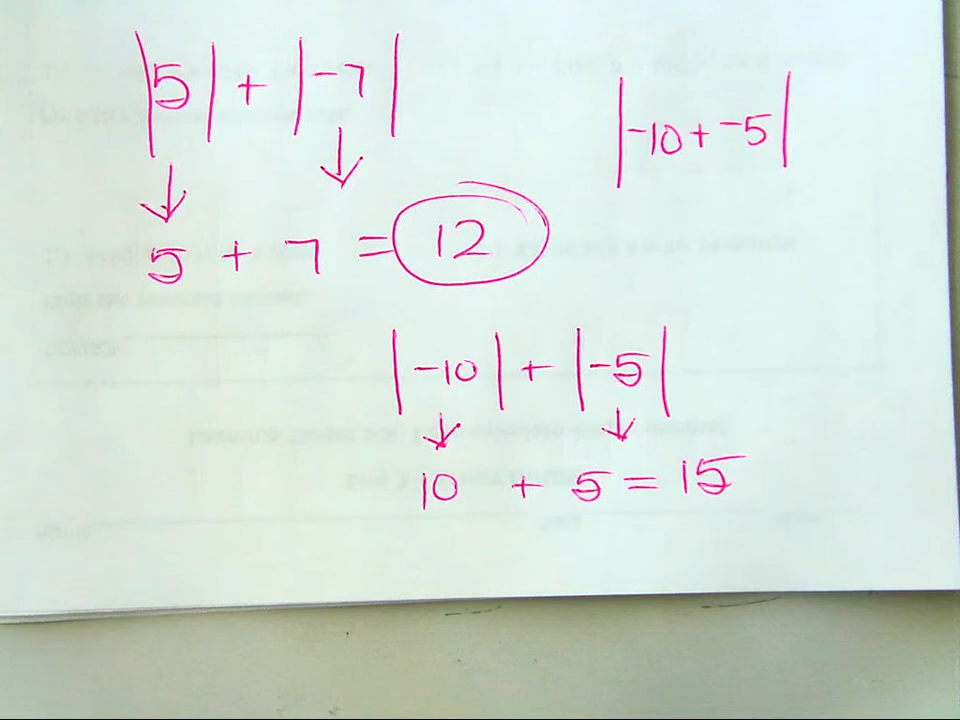 |5| + |-7|
5 + 7 = 12
|-10 + -5|
|-10| + |-5|
10 + 5 = 15